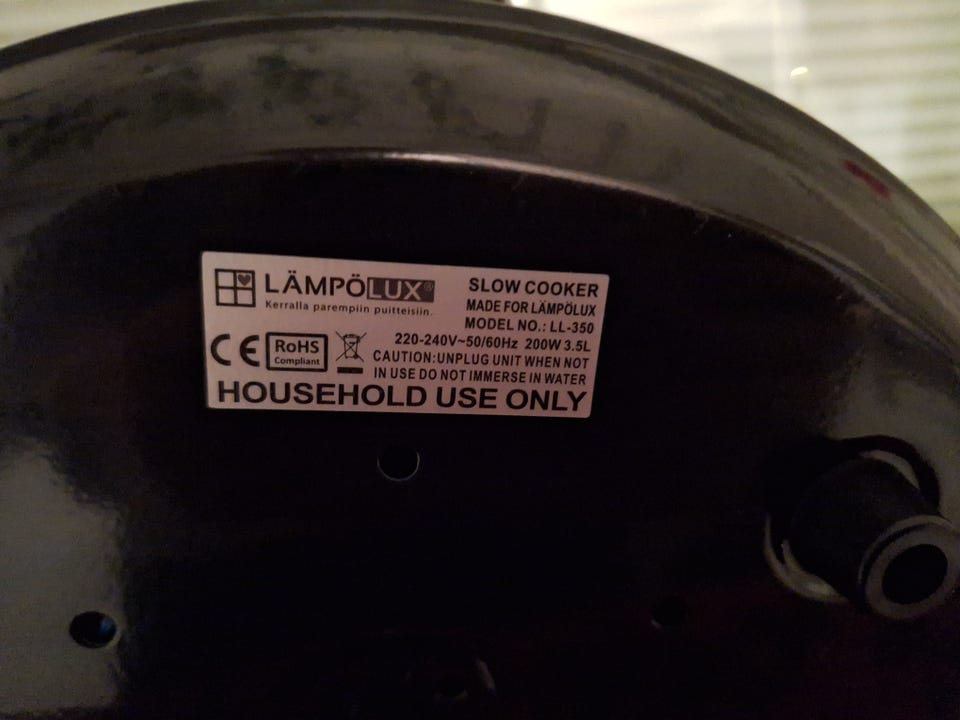 LÄMPÖLUX®
Kerralla parempiin puitteisiin.
SLOW COOKER
MADE FOR LÄMPÖLUX
MODEL NO.: LL-350
220-240V~50/60Hz 200W 3.5L
CE RoHS
Compliant
CAUTION:UNPLUG UNIT WHEN NOT
IN USE DO NOT IMMERSE IN WATER
HOUSEHOLD USE ONLY